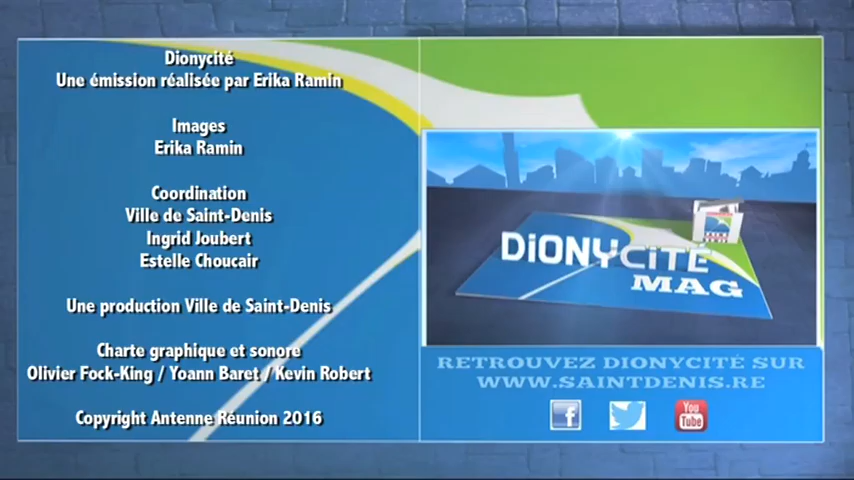 Dionycité
Une émission réalisée par Erika Ramin
Images
Erika Ramin
Coordination
Ville de Saint-Denis
Ingrid Joubert
Estelle Choucair
Une production Ville de Saint-Denis
Charte graphique et sonore
Olivier Fock-King / Yoann Baret / Kevin Robert
Copyright Antenne Réunion 2016
DiONYCiTÉ
MAG
RETROUVEZ DIONYCITÉ SUR
WWW.SAINTDENIS.RE
f
You
Tube